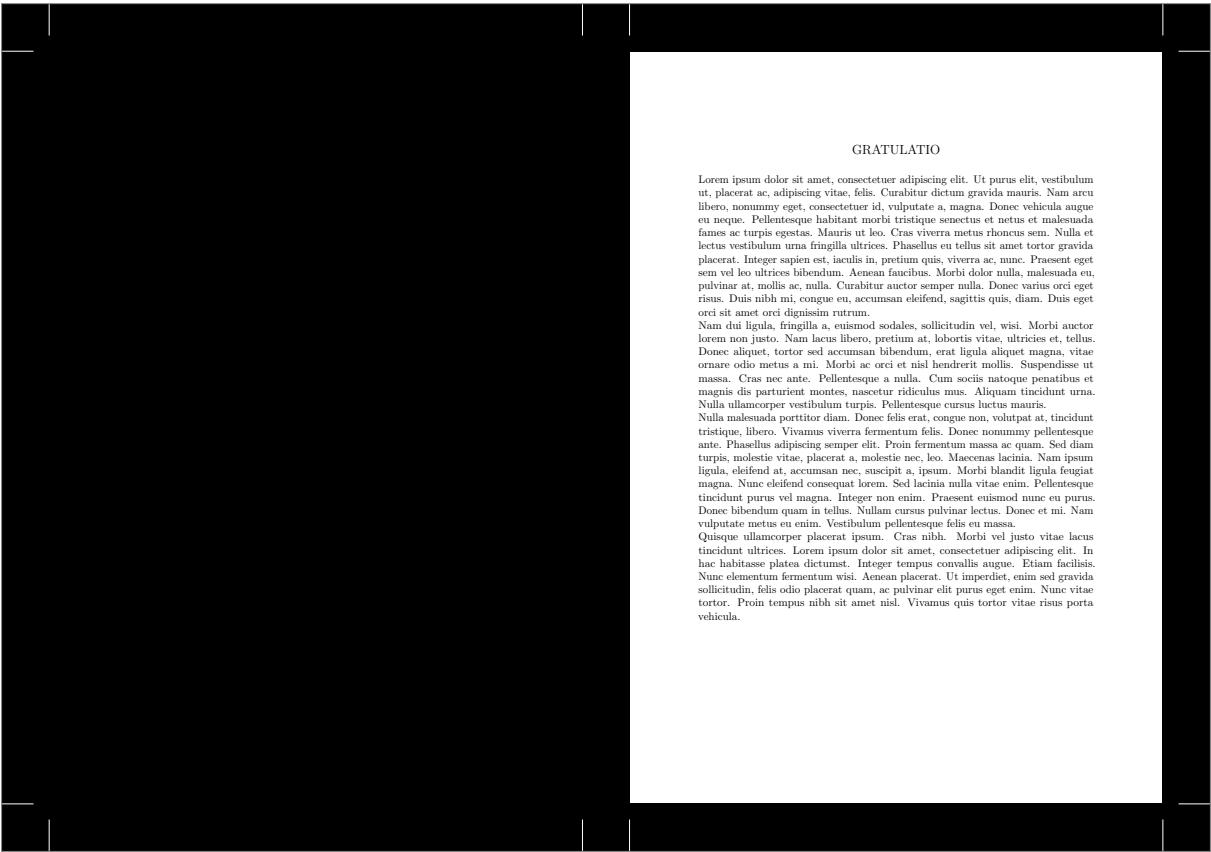 GRATULATIO
Lorem ipsum dolor sit amet, consectetuer adipiscing elit. Ut purus elit, vestibulum
ut, placerat ac, adipiscing vitae, felis. Curabitur dictum gravida mauris. Nam arcu
libero, nonummy eget, consectetuer id, vulputate a, magna. Donec vehicula augue
eu neque. Pellentesque habitant morbi tristique senectus et netus et malesuada
fames ac turpis egestas. Mauris ut leo. Cras viverra metus rhoncus sem. Nulla et
lectus vestibulum urna fringilla ultrices. Phasellus eu tellus sit amet tortor gravida
placerat. Integer sapien est, iaculis in, pretium quis, viverra ac, nunc. Praesent eget
sem vel leo ultrices bibendum. Aenean faucibus. Morbi dolor nulla, malesuada eu,
pulvinar at, mollis ac, nulla. Curabitur auctor semper nulla. Donec varius orci eget
risus. Duis nibh mi, congue eu, accumsan eleifend, sagittis quis, diam. Duis eget
orci sit amet orci dignissim rutrum.
Nam dui ligula, fringilla a, euismod sodales, sollicitudin vel, wisi. Morbi auctor
lorem non justo. Nam lacus libero, pretium at, lobortis vitae, ultricies et, tellus.
Donec aliquet, tortor sed accumsan bibendum, erat ligula aliquet magna, vitae
ornare odio metus a mi. Morbi ac orci et nisl hendrerit mollis. Suspendisse ut
massa. Cras nec ante. Pellentesque a nulla. Cum sociis natoque penatibus et
magnis dis parturient montes, nascetur ridiculus mus. Aliquam tincidunt urna.
Nulla ullamcorper vestibulum turpis. Pellentesque cursus luctus mauris.
Nulla malesuada porttitor diam. Donec felis erat, congue non, volutpat at, tincidunt
tristique, libero. Vivamus viverra fermentum felis. Donec nonummy pellentesque
ante. Phasellus adipiscing semper elit. Proin fermentum massa ac quam. Sed diam
turpis, molestie vitae, placerat a, molestie nec, leo. Maecenas lacinia. Nam ipsum
ligula, eleifend at, accumsan nec, suscipit a, ipsum. Morbi blandit ligula feugiat
magna. Nunc eleifend consequat lorem. Sed lacinia nulla vitae enim. Pellentesque
tincidunt purus vel magna. Integer non enim. Praesent euismod nunc eu purus.
Donec bibendum quam in tellus. Nullam cursus pulvinar lectus. Donec et mi. Nam
vulputate metus eu enim. Vestibulum pellentesque felis eu massa.
Quisque ullamcorper placerat ipsum. Cras nibh. Morbi vel justo vitae lacus
tincidunt ultrices. Lorem ipsum dolor sit amet, consectetuer adipiscing elit. In
hac habitasse platea dictumst. Integer tempus convallis augue. Etiam facilisis.
Nunc elementum fermentum wisi. Aenean placerat. Ut imperdiet, enim sed gravida
sollicitudin, felis odio placerat quam, ac pulvinar elit purus eget enim. Nunc vitae
tortor. Proin tempus nibh sit amet nisl. Vivamus quis tortor vitae risus porta
vehicula.